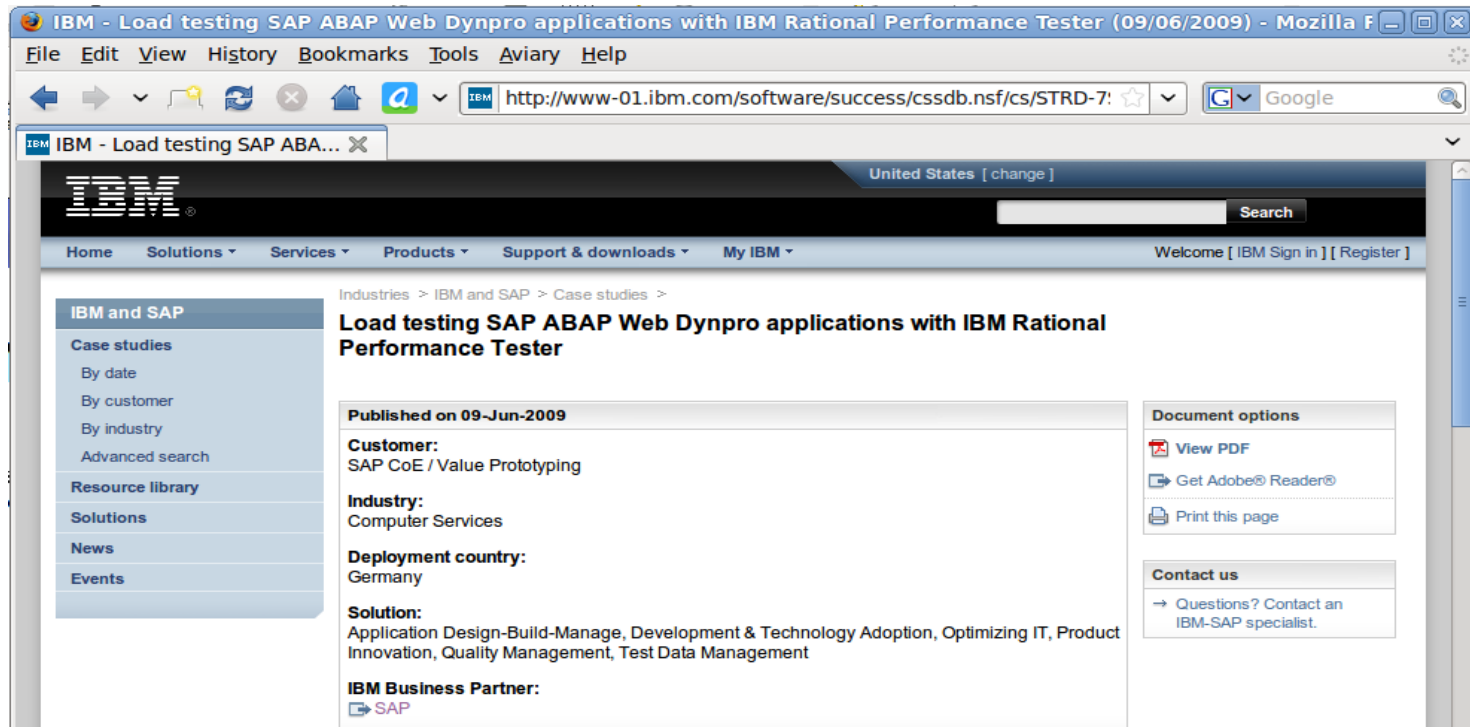 IBM - Load testing SAP ABAP Web Dynpro applications with IBM Rational Performance Tester (09/06/2009) - Mozilla F
File Edit View History Bookmarks Tools Aviary Help
IBM http://www-01.ibm.com/software/success/cssdb.nsf/cs/STRD-7 G Google
IBM IBM - Load testing SAP ABA...
United States [ change ]
IBM®
Search
Home Solutions Services Products Support & downloads My IBM Welcome [ IBM Sign in ] [ Register ]
Industries > IBM and SAP > Case studies >
IBM and SAP
Load testing SAP ABAP Web Dynpro applications with IBM Rational
Performance Tester
Case studies
By date
By customer
By industry
Advanced search
Resource library
Solutions
News
Events
Published on 09-Jun-2009
Customer:
SAP CoE / Value Prototyping
Industry:
Computer Services
Deployment country:
Germany
Solution:
Application Design-Build-Manage, Development & Technology Adoption, Optimizing IT, Product
Innovation, Quality Management, Test Data Management
IBM Business Partner:
SAP
Document options
View PDF
Get Adobe® Reader®
Print this page
Contact us
→ Questions? Contact an
IBM-SAP specialist.